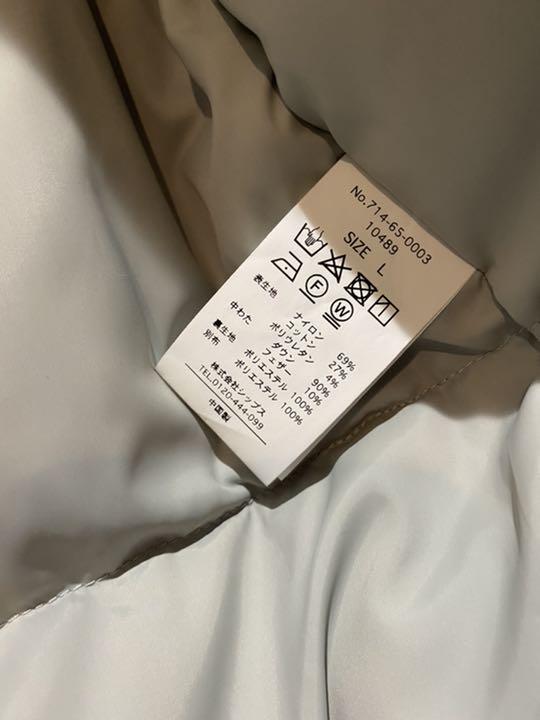 No.714-65-0003
10489
SIZE L
F W
表生地 ナイロン 69%
コットン 27%
ポリウレタン 4%
中わた ダウン 90%
フェザー 10%
裏生地 ポリエステル 100%
別布 ポリエステル 100%
株式会社シップス
TEL.0120-444-099
中国製